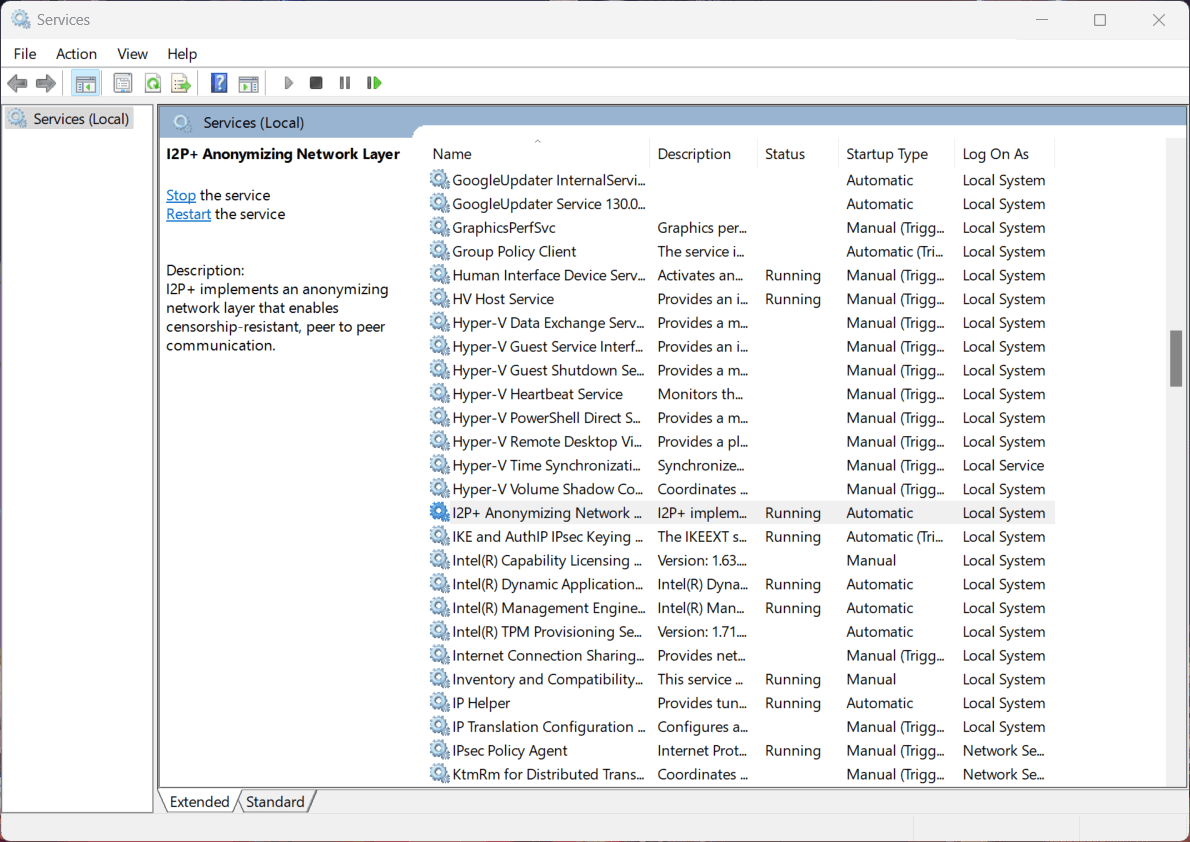 Services
File Action View Help
Services (Local)
Services (Local)
I2P+ Anonymizing Network Layer
Stop the service
Restart the service
Description:
I2P+ implements an anonymizing
network layer that enables
censorship-resistant, peer to peer
communication.
Name Description Status Startup Type Log On As
GoogleUpdater InternalServi... Automatic Local System
GoogleUpdater Service 130.0... Automatic Local System
GraphicsPerfSvc Graphics per... Manual (Trigg... Local System
Group Policy Client The service i... Automatic (Tri... Local System
Human Interface Device Serv... Activates an... Running Manual (Trigg... Local System
HV Host Service Provides an i... Running Manual (Trigg... Local System
Hyper-V Data Exchange Serv... Provides a m... Manual (Trigg... Local System
Hyper-V Guest Service Interf... Provides an i... Manual (Trigg... Local System
Hyper-V Guest Shutdown Se... Provides a m... Manual (Trigg... Local System
Hyper-V Heartbeat Service Monitors th... Manual (Trigg... Local System
Hyper-V PowerShell Direct S... Provides a m... Manual (Trigg... Local System
Hyper-V Remote Desktop Vi... Provides a pl... Manual (Trigg... Local System
Hyper-V Time Synchronizati... Synchronize... Manual (Trigg... Local Service
Hyper-V Volume Shadow Co... Coordinates ... Manual (Trigg... Local System
I2P+ Anonymizing Network ... I2P+ implem... Running Automatic Local System
IKE and AuthIP IPsec Keying ... The IKEEXT s... Running Automatic (Tri... Local System
Intel(R) Capability Licensing ... Version: 1.63.... Manual Local System
Intel(R) Dynamic Application... Intel(R) Dyna... Running Automatic Local System
Intel(R) Management Engine... Intel(R) Man... Running Automatic Local System
Intel(R) TPM Provisioning Se... Version: 1.71.... Automatic Local System
Internet Connection Sharing... Provides net... Manual (Trigg... Local System
Inventory and Compatibility... This service ... Running Manual Local System
IP Helper Provides tun... Running Automatic Local System
IP Translation Configuration ... Configures a... Manual (Trigg... Local System
IPsec Policy Agent Internet Prot... Running Manual (Trigg... Network Se...
KtmRm for Distributed Trans... Coordinates ... Manual (Trigg... Network Se...
Extended Standard